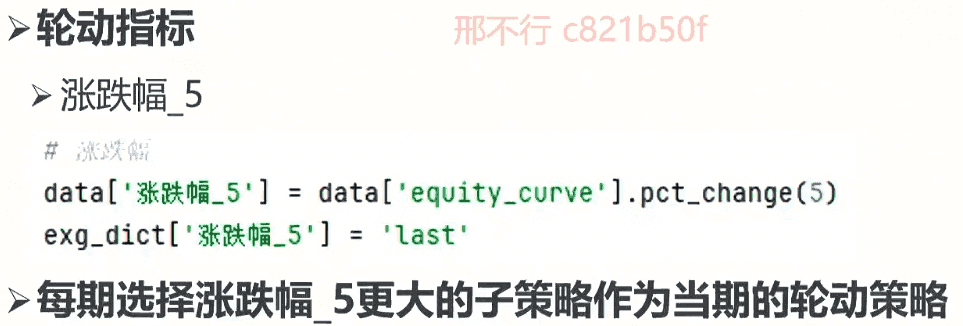 ➢轮动指标
邢不行 c821b50f
➢涨跌幅_5
# 涨跌幅
data['涨跌幅_5'] = data['equity_curve'].pct_change(5)
exg_dict['涨跌幅_5'] = 'last'
➢每期选择涨跌幅_5更大的子策略作为当期的轮动策略